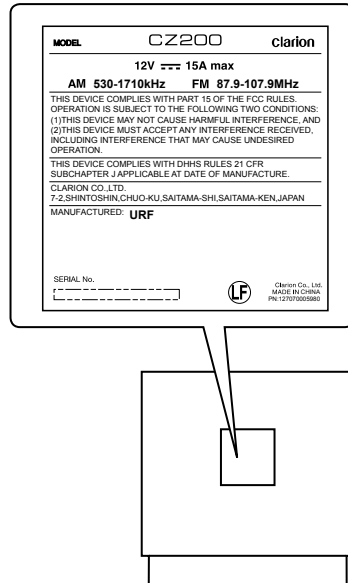 MODEL CZ200 clarion
12V ⎓ 15A max
AM 530-1710kHz FM 87.9-107.9MHz
THIS DEVICE COMPLIES WITH PART 15 OF THE FCC RULES.
OPERATION IS SUBJECT TO THE FOLLOWING TWO CONDITIONS:
(1)THIS DEVICE MAY NOT CAUSE HARMFUL INTERFERENCE, AND
(2)THIS DEVICE MUST ACCEPT ANY INTERFERENCE RECEIVED,
INCLUDING INTERFERENCE THAT MAY CAUSE UNDESIRED
OPERATION.
THIS DEVICE COMPLIES WITH DHHS RULES 21 CFR
SUBCHAPTER J APPLICABLE AT DATE OF MANUFACTURE.
CLARION CO.,LTD.
7-2,SHINTOSHIN,CHUO-KU,SAITAMA-SHI,SAITAMA-KEN,JAPAN
MANUFACTURED: URF
SERIAL No.
LF
Clarion Co., Ltd.
MADE IN CHINA
PN:127070005980